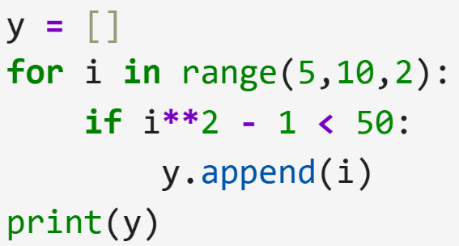 y = []
for i in range(5,10,2):
    if i**2 - 1 < 50:
        y.append(i)
print(y)